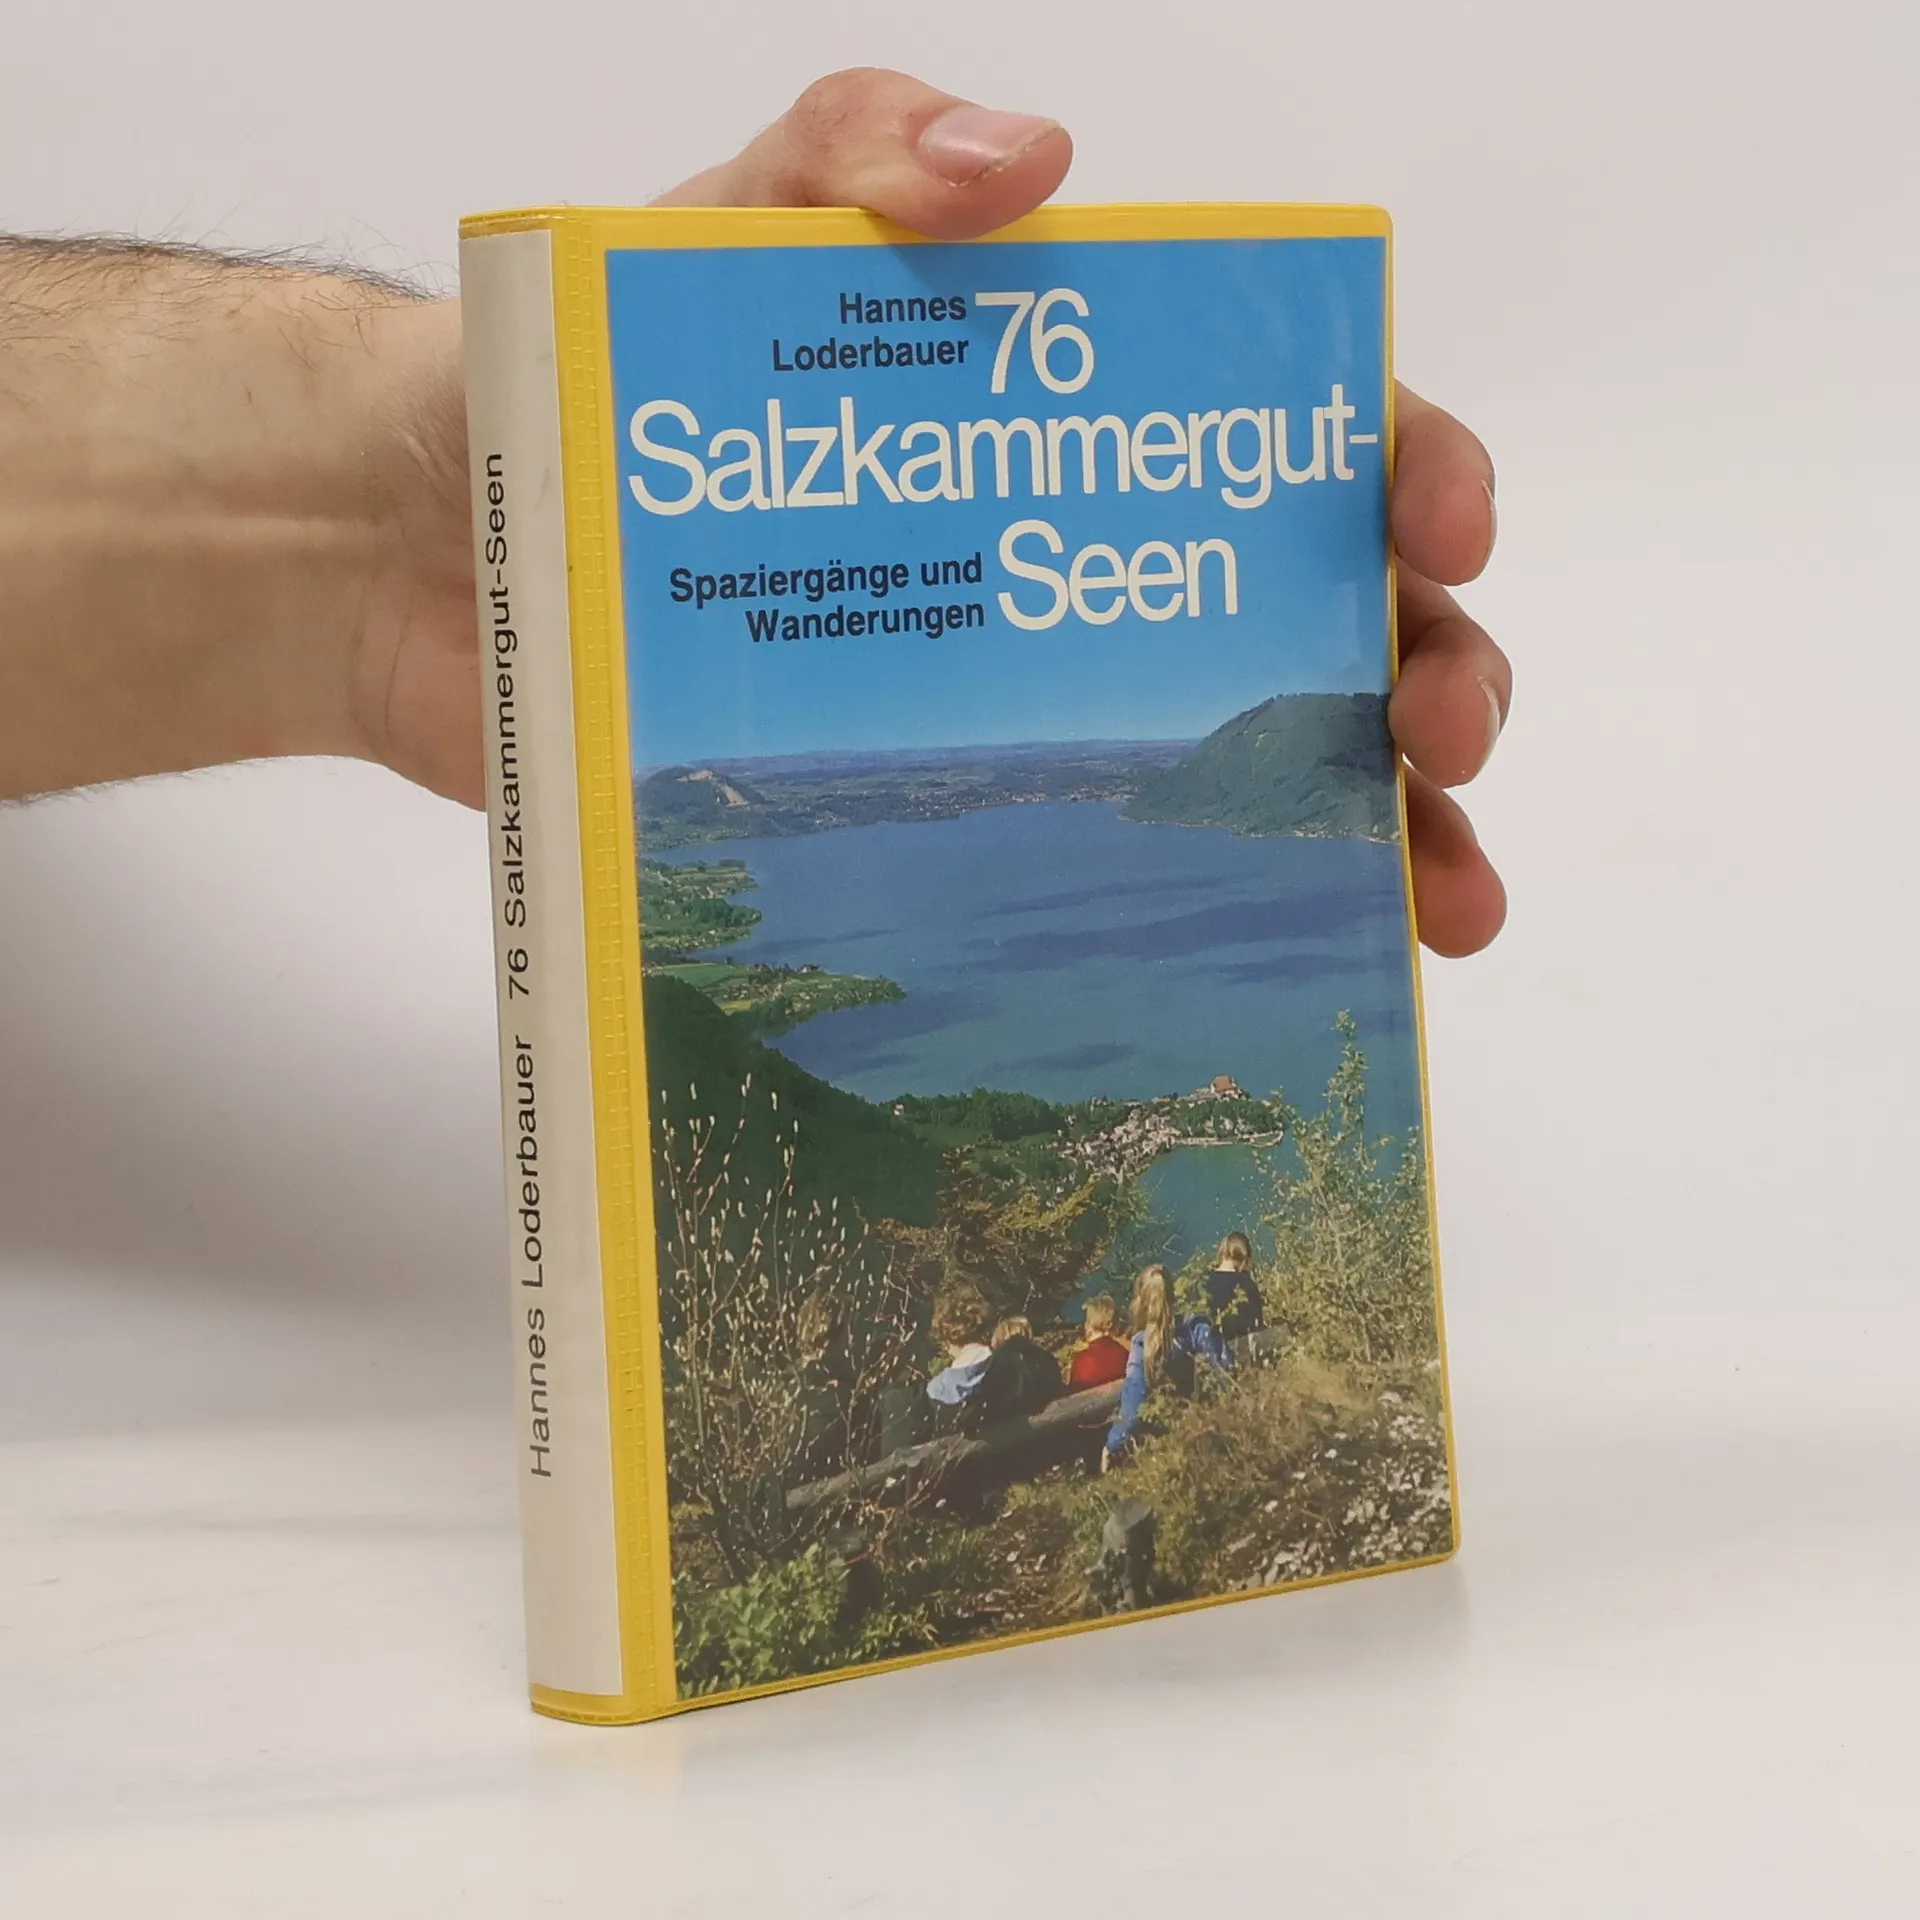 Hannes
Loderbauer
76
Salzkammergut-
Seen
Spaziergänge und
Wanderungen
Hannes Loderbauer 76 Salzkammergut-Seen